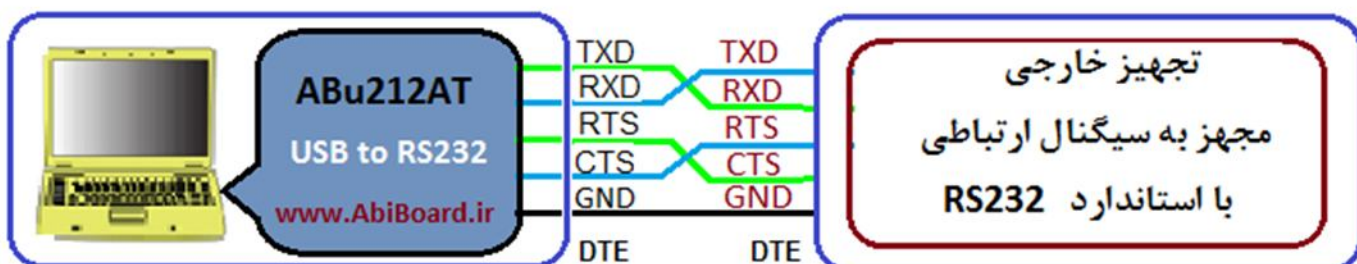 ABu212AT
USB to RS232
www.AbiBoard.ir
TXD
RXD
RTS
CTS
GND
DTE
TXD
RXD
RTS
CTS
GND
DTE
تجهیز خارجی
مجهز به سیگنال ارتباطی
با استاندارد RS232